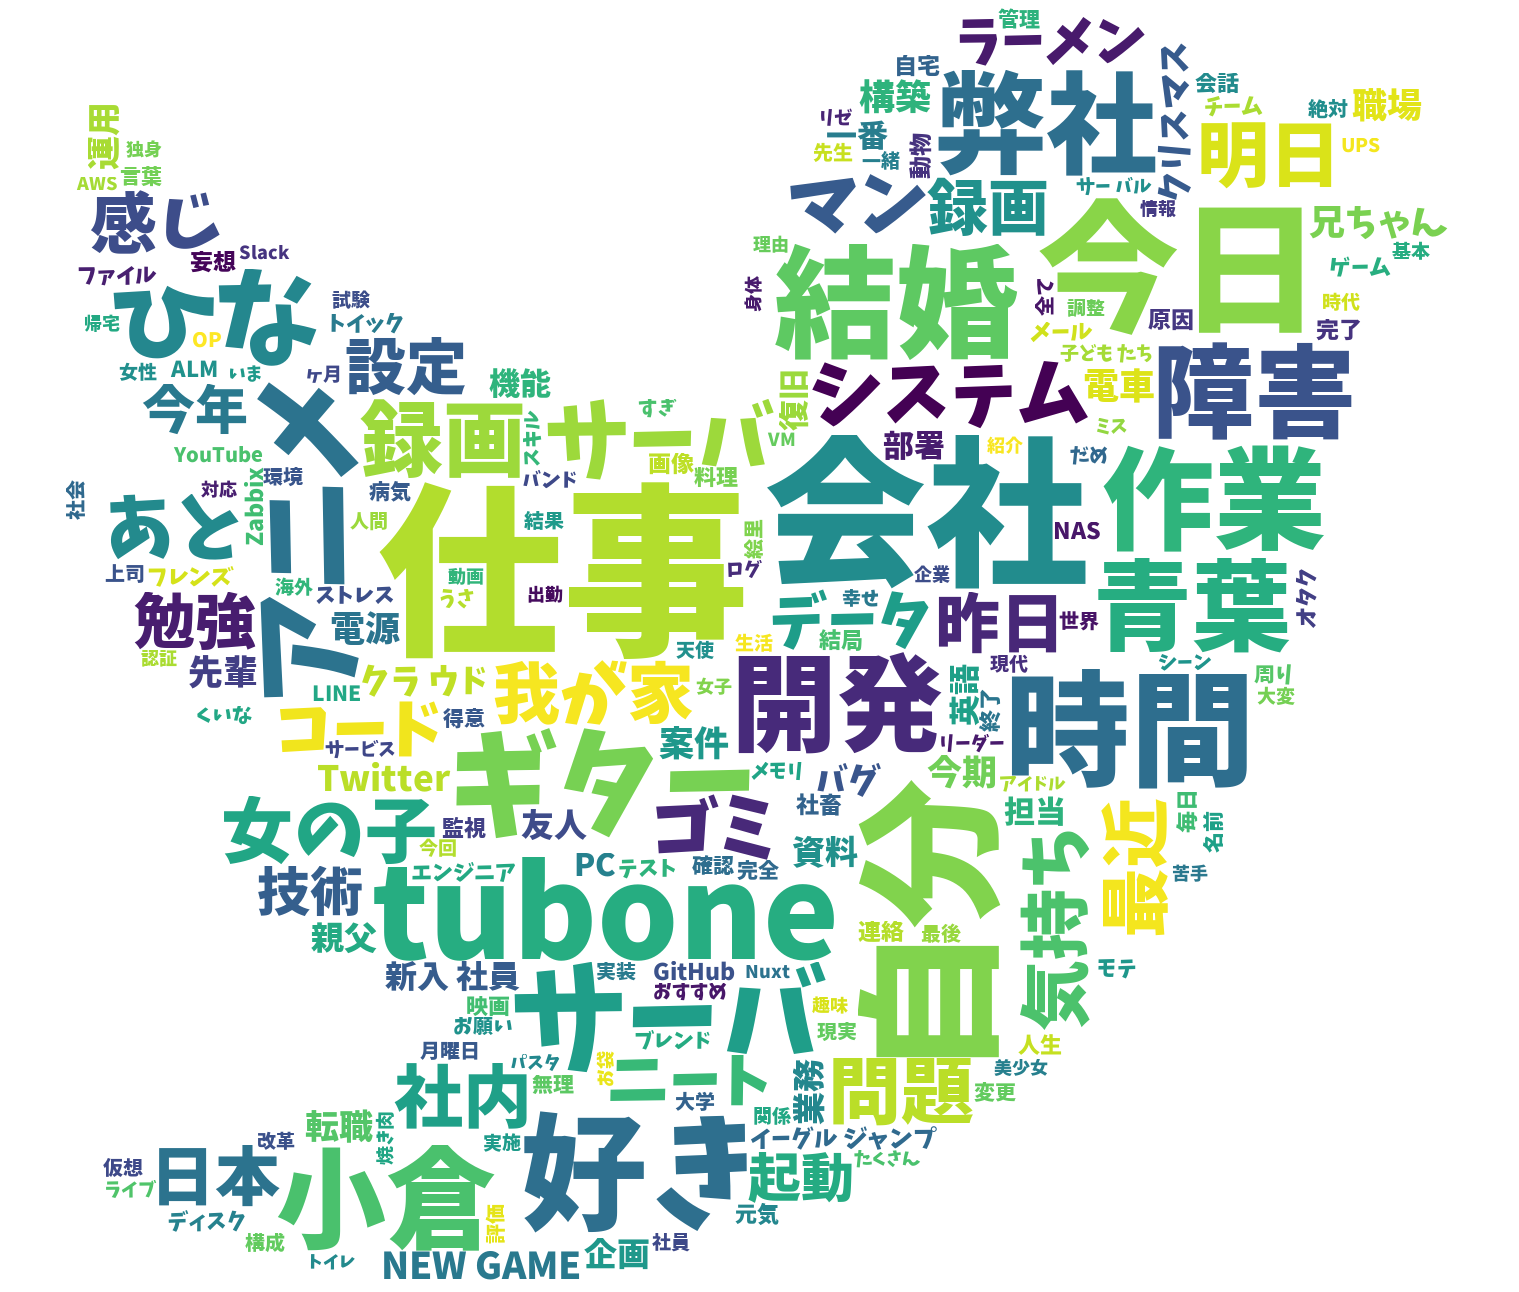 管理
ラーメン
自宅
クリスマス
会話
構築
弊社
チーム
絶対
職場
リゼ
一番
動物
明日
UPS
先生
一緒
運用
独身
AWS
言葉
マン
録画
サーバル
情報
感じ
妄想
Slack
理由
結婚
今日
兄ちゃん
基本
ゲーム
ファイル
ひな
試験
身体
全て
調整
原因
時代
帰宅
OP
トイック
メール
完了
女性
ALM
いま
ヶ月
設定
機能
復旧
システム
子どもたち
電車
障害
今年
メリット
録画
スキル
サーバ
すぎ
VM
部署
紹介
だめ
ミス
YouTube
環境
画像
料理
社会
対応
Zabbix
病気
バンド
あと
人間
仕事
結果
絵里
会社
NAS
作業
上司
フレンズ
海外
ストレス
動画
うさ
出勤
ログ
企業
青葉
オタク
勉強
電源
データ
幸せ
昨日
世界
認証
先輩
天使
生活
結局
LINE
クラウド
我が家
女子
開発
英語
現代
終了
シーン
周り
大変
くいな
コード
得意
時間
サービス
ギター
案件
リーダー
Twitter
メモリ
バグ
今期
アイドル
女の子
監視
友人
ゴミ
社畜
自分
担当
最近
毎日
名前
今回
技術
エンジニア
PC
テスト
確認
完全
資料
気持ち
苦手
親父
tubone
連絡
最後
新入社員
実装
GitHub
Nuxt
モテ
映画
サーバ
おすすめ
趣味
お願い
ブレンド
現実
月曜日
パスタ
お袋
人生
社内
無理
ニート
業務
問題
美少女
変更
転職
焼き肉
大学
関係
改革
実施
好き
イーグルジャンプ
仮想
日本
小倉
起動
たくさん
ライブ
ディスク
評価
元気
構成
トイレ
NEW GAME
企画
社員